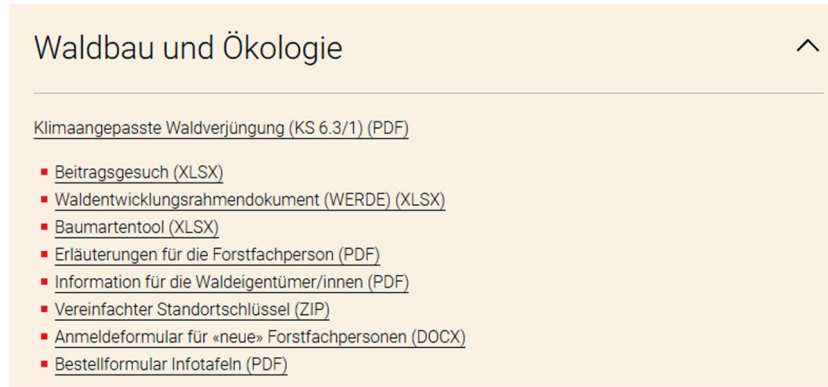 Waldbau und Ökologie
Klimaangepasste Waldverjüngung (KS 6.3/1) (PDF)
Beitragsgesuch (XLSX)
Waldentwicklungsrahmendokument (WERDE) (XLSX)
Baumartentool (XLSX)
Erläuterungen für die Forstfachperson (PDF)
Information für die Waldeigentümer/innen (PDF)
Vereinfachter Standortschlüssel (ZIP)
Anmeldeformular für «neue» Forstfachpersonen (DOCX)
Bestellformular Infotafeln (PDF)